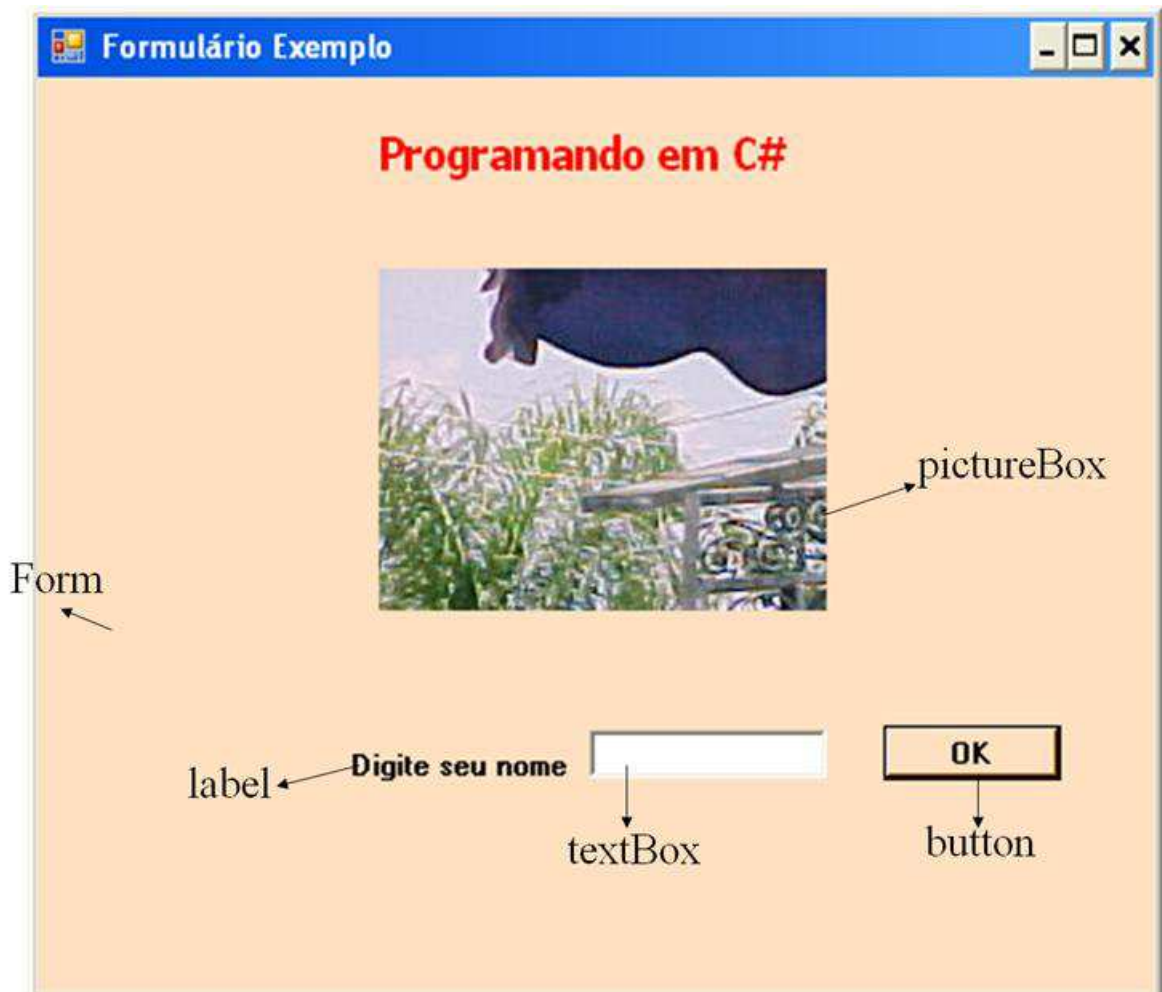 Formulário Exemplo
Programando em C#
pictureBox
Form
Digite seu nome
OK
label
textBox
button